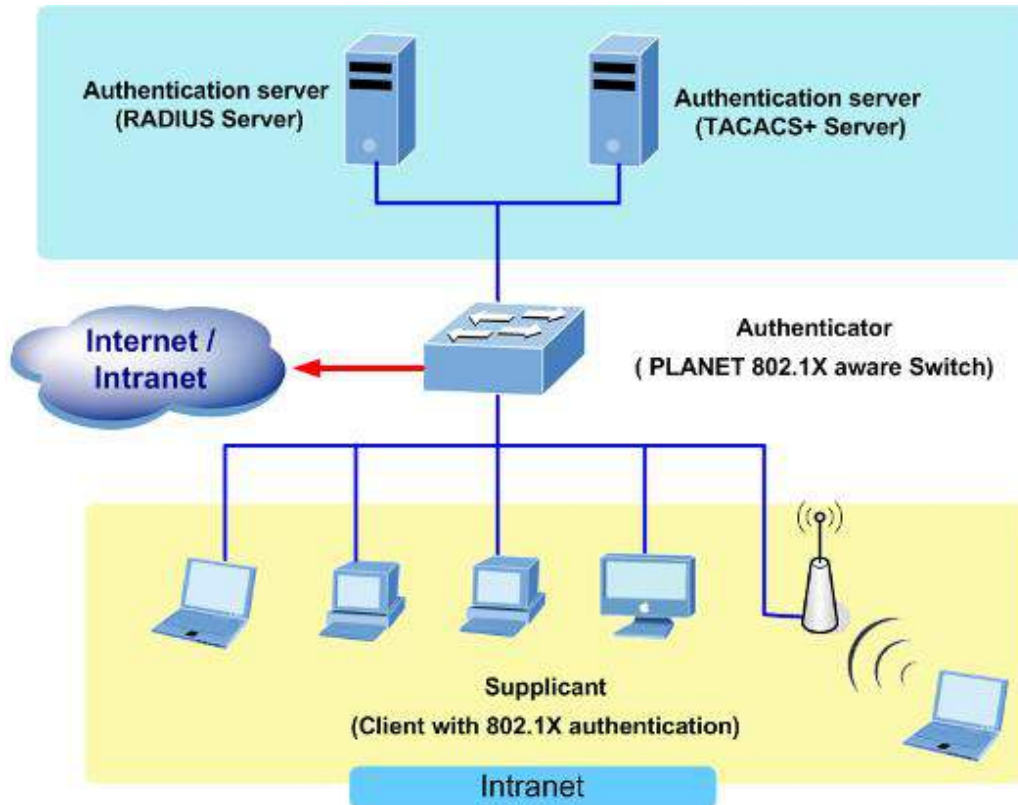 Authentication server
(RADIUS Server)
Authentication server
(TACACS+ Server)
Internet /
Intranet
Authenticator
( PLANET 802.1X aware Switch)
Supplicant
(Client with 802.1X authentication)
Intranet